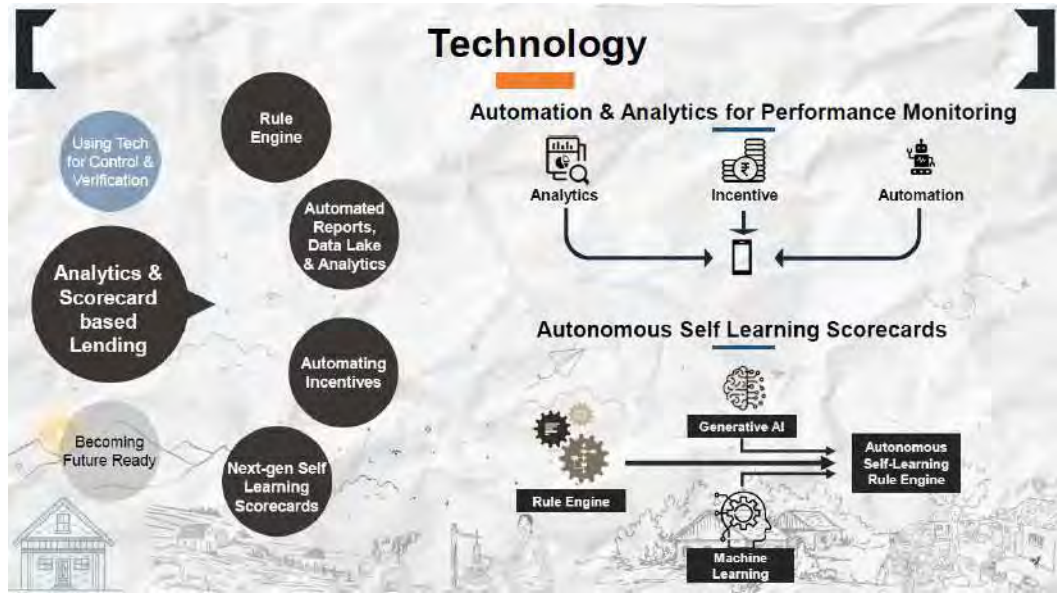 Technology
Using Tech
for Control &
Verification
Analytics &
Scorecard
based
Lending
Becoming
Future Ready
Rule
Engine
Automated
Reports,
Data Lake
& Analytics
Automating
Incentives
Next-gen Self
Learning
Scorecards
Automation & Analytics for Performance Monitoring
Analytics
Incentive
Automation
₹
Autonomous Self Learning Scorecards
Generative AI
Rule Engine
Machine
Learning
Autonomous
Self-Learning
Rule Engine